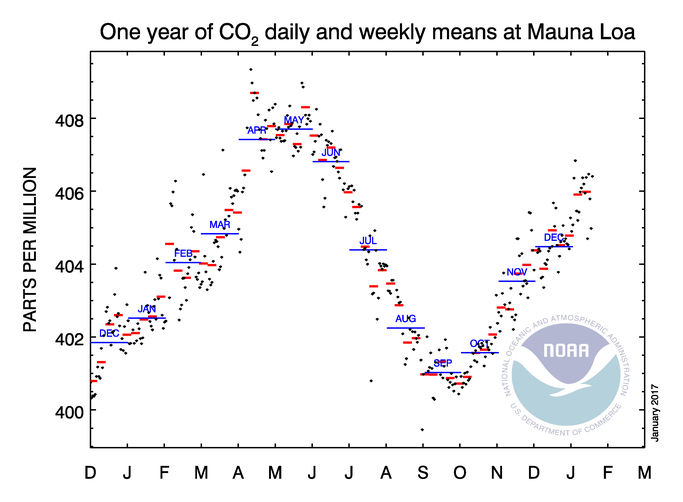 One year of CO2 daily and weekly means at Mauna Loa
PARTS PER MILLION
408
406
404
402
400
DEC
JAN
FEB
MAR
APR
MAY
JUN
JUL
AUG
SEP
OCT
NOV
DEC
NATIONAL OCEANIC AND ATMOSPHERIC ADMINISTRATION
NOAA
U.S. DEPARTMENT OF COMMERCE
January 2017
D J F M A M J J A S O N D J F M